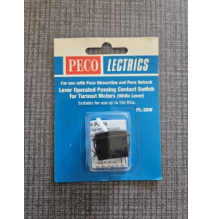 PECO LECTRICS
For use with Peco Streamline and Peco Setrack
Lever Operated Passing Contact Switch
for Turnout Motors (White Lever)
Suitable for use up to 16v Max.
PL-26W